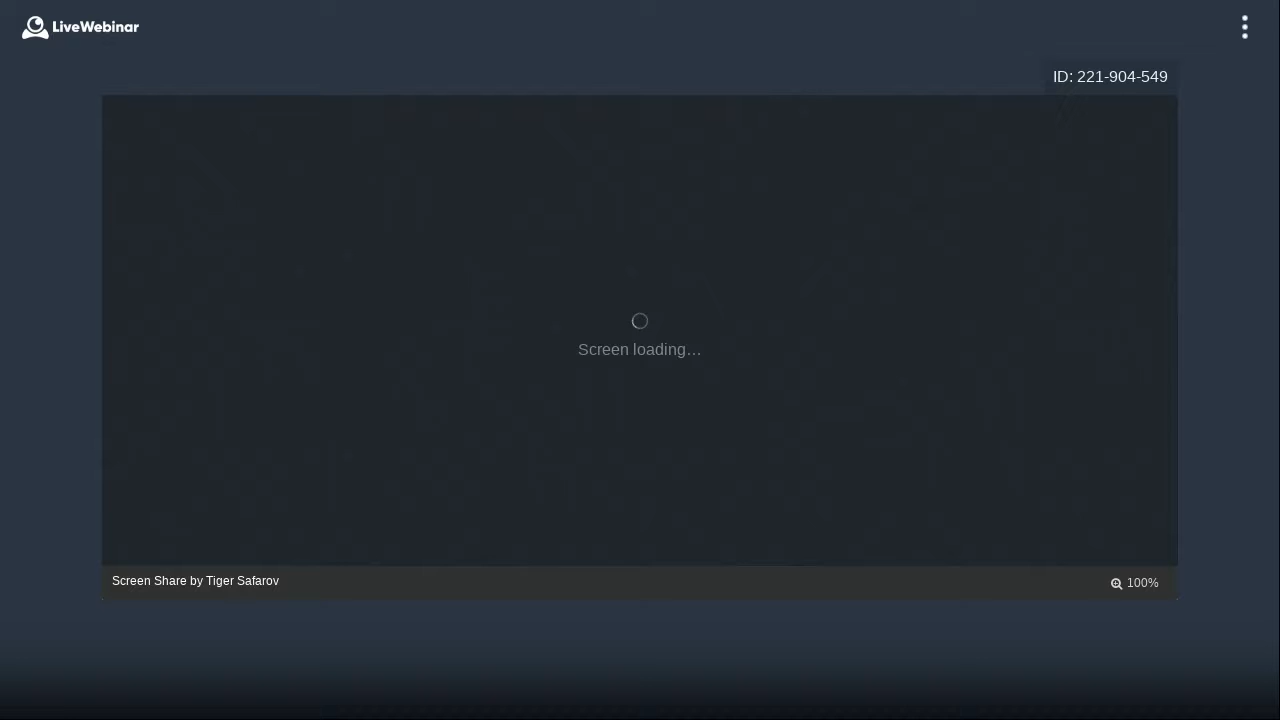 LiveWebinar
ID: 221-904-549
Screen loading...
Screen Share by Tiger Safarov
100%